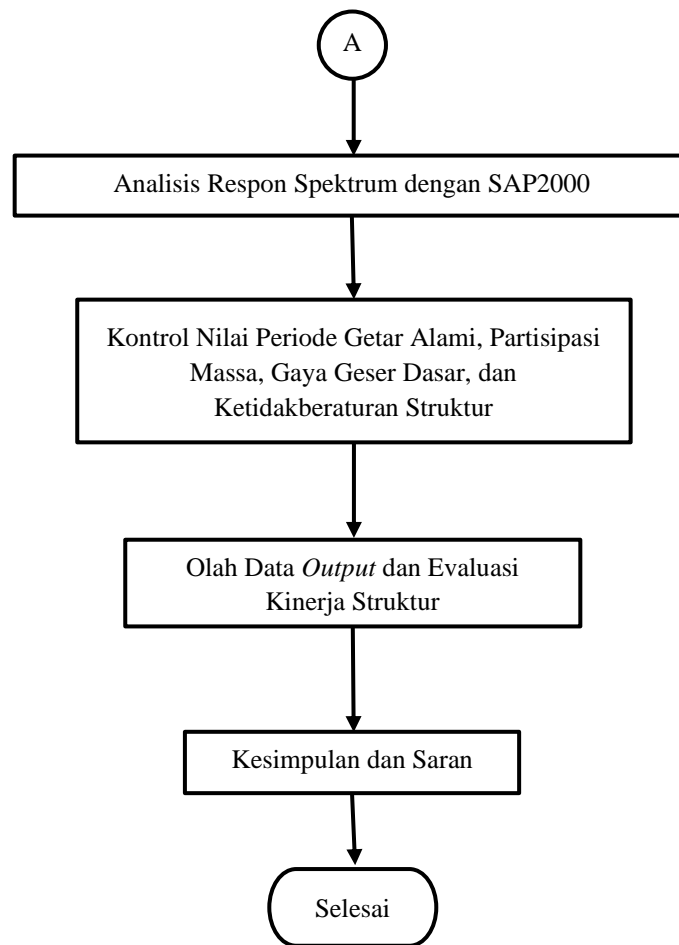 A
Analisis Respon Spektrum dengan SAP2000
Kontrol Nilai Periode Getar Alami, Partisipasi
Massa, Gaya Geser Dasar, dan
Ketidakberaturan Struktur
Olah Data Output dan Evaluasi
Kinerja Struktur
Kesimpulan dan Saran
Selesai